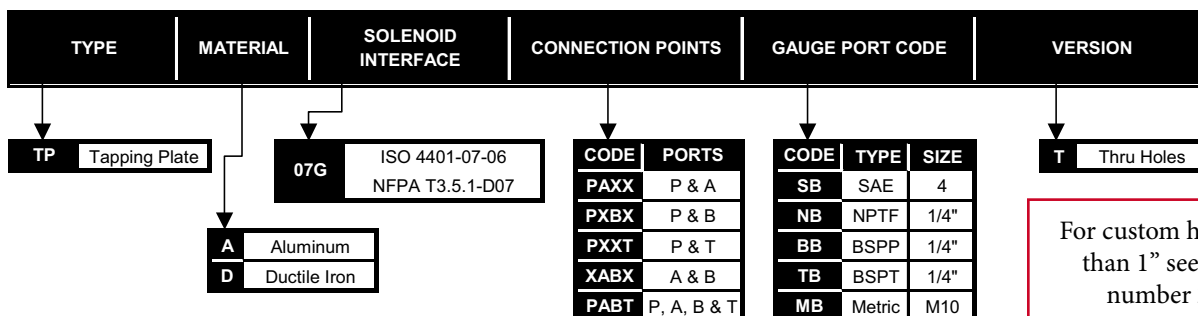 TYPE MATERIAL SOLENOID INTERFACE CONNECTION POINTS GAUGE PORT CODE VERSION
TP Tapping Plate
A Aluminum
D Ductile Iron
07G ISO 4401-07-06
NFPA T3.5.1-D07
CODE PORTS
PAXX P & A
PXBX P & B
PXXT P & T
XABX A & B
PABT P, A, B & T
CODE TYPE SIZE
SB SAE 4
NB NPTF 1/4"
BB BSPP 1/4"
TB BSPT 1/4"
MB Metric M10
T Thru Holes
For custom h
than 1” see
number